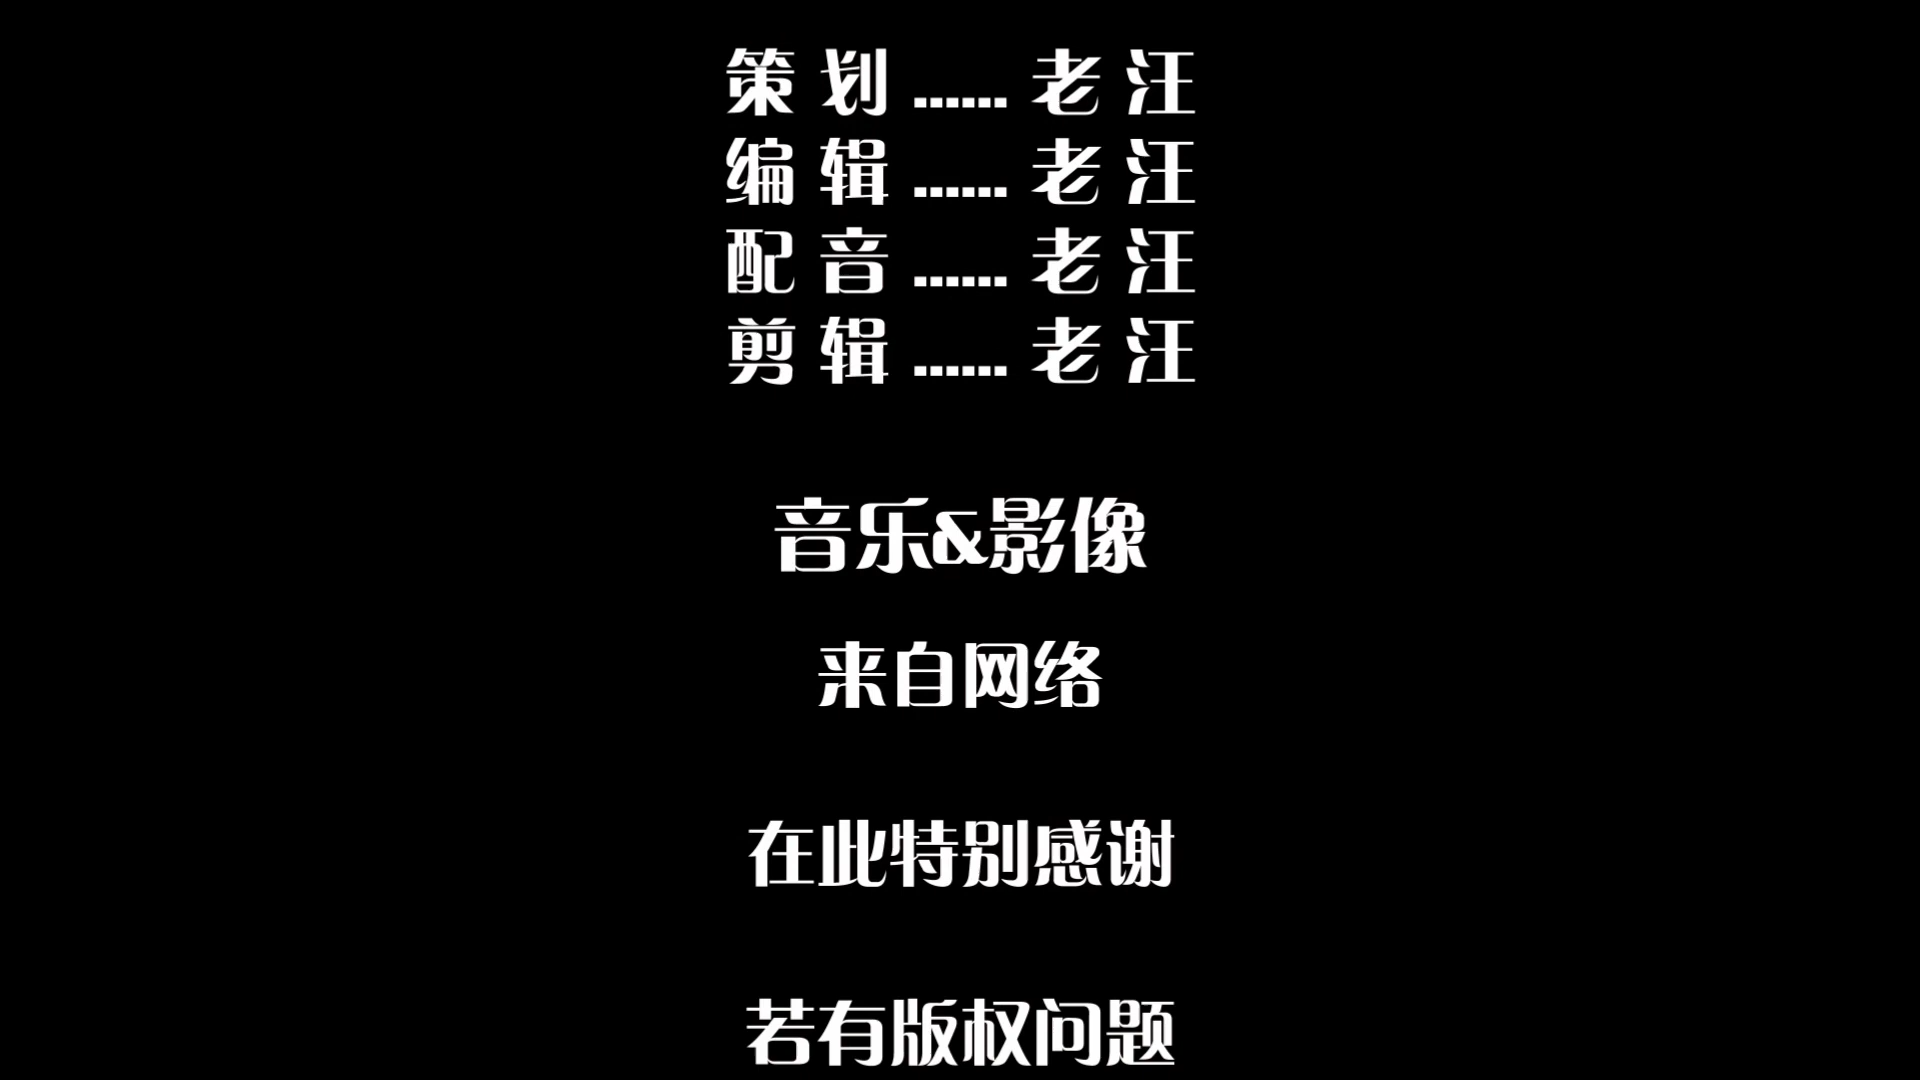 策 划 ...... 老 汪
编 辑 ...... 老 汪
配 音 ...... 老 汪
剪 辑 ...... 老 汪
音乐&影像
来自网络
在此特别感谢
若有版权问题